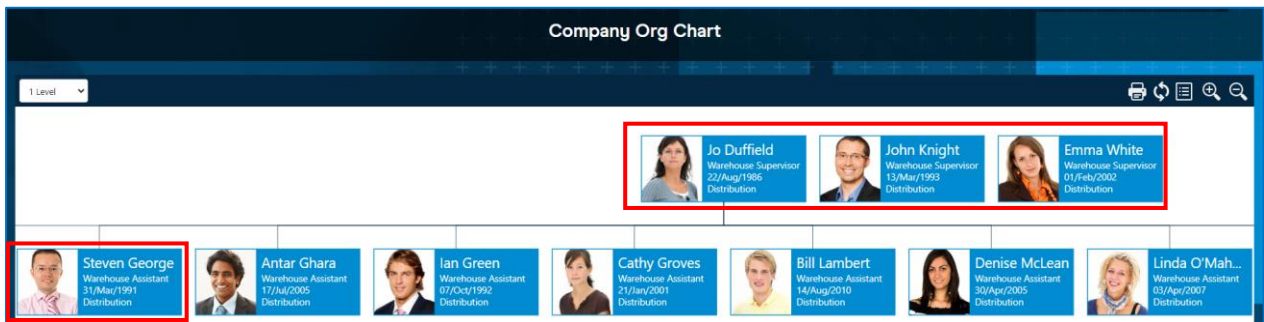 Company Org Chart
1 Level
Jo Duffield
Warehouse Supervisor
22/Aug/1986
Distribution
John Knight
Warehouse Supervisor
13/Mar/1993
Distribution
Emma White
Warehouse Supervisor
01/Feb/2002
Distribution
Steven George
Warehouse Assistant
31/Mar/1991
Distribution
Antar Ghara
Warehouse Assistant
17/Jul/2005
Distribution
Ian Green
Warehouse Assistant
07/Oct/1992
Distribution
Cathy Groves
Warehouse Assistant
21/Jan/2001
Distribution
Bill Lambert
Warehouse Assistant
14/Aug/2010
Distribution
Denise McLean
Warehouse Assistant
30/Apr/2005
Distribution
Linda O'Mah...
Warehouse Assistant
03/Apr/2007
Distribution